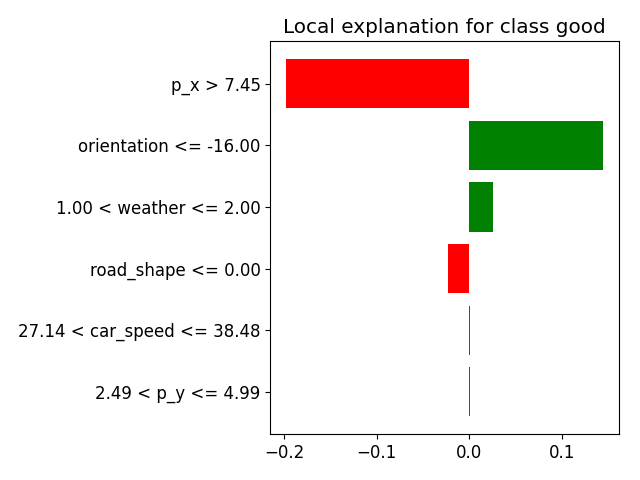 Local explanation for class good
p_x > 7.45
orientation <= -16.00
1.00 < weather <= 2.00
road_shape <= 0.00
27.14 < car_speed <= 38.48
2.49 < p_y <= 4.99
−0.2 −0.1 0.0 0.1